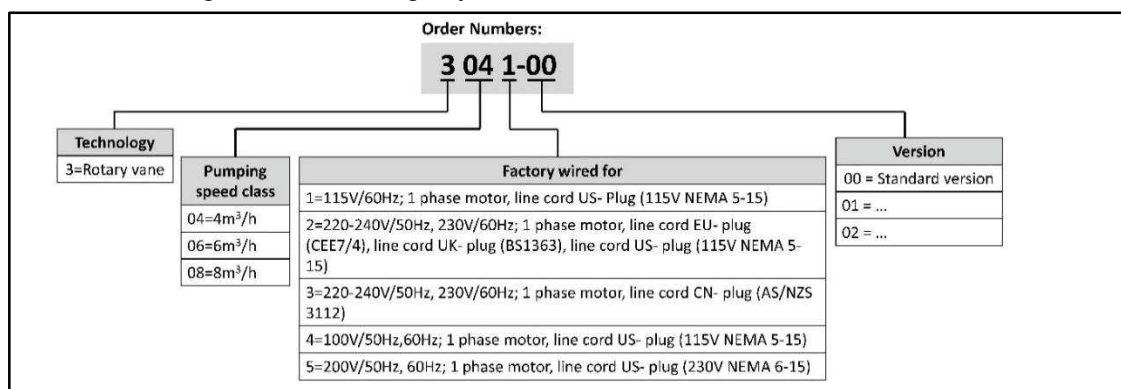 Order Numbers:
3 04 1-00
Technology
3=Rotary vane
Pumping
speed class
04=4m³/h
06=6m³/h
08=8m³/h
Factory wired for
1=115V/60Hz; 1 phase motor, line cord US- Plug (115V NEMA 5-15)
2=220-240V/50Hz, 230V/60Hz; 1 phase motor, line cord EU- plug
(CEE7/4), line cord UK- plug (BS1363), line cord US- plug (115V NEMA 5-
15)
3=220-240V/50Hz, 230V/60Hz; 1 phase motor, line cord CN- plug (AS/NZS
3112)
4=100V/50Hz,60Hz; 1 phase motor, line cord US- plug (115V NEMA 5-15)
5=200V/50Hz, 60Hz; 1 phase motor, line cord US- plug (230V NEMA 6-15)
Version
00 = Standard version
01 = ...
02 = ...